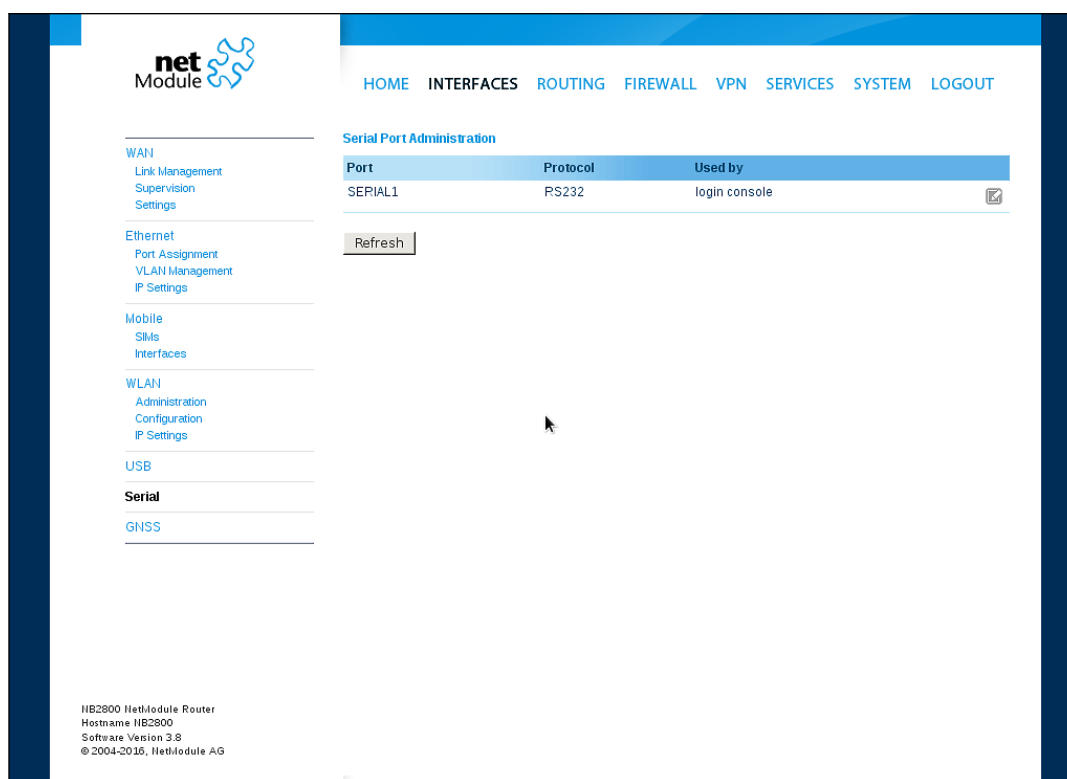 net
Module
HOME INTERFACES ROUTING FIREWALL VPN SERVICES SYSTEM LOGOUT
WAN
Link Management
Supervision
Settings
Ethernet
Port Assignment
VLAN Management
IP Settings
Mobile
SIMs
Interfaces
WLAN
Administration
Configuration
IP Settings
USB
Serial
GNSS
Serial Port Administration
Port Protocol Used by
SERIAL1 RS232 login console
Refresh
NB2800 NetModule Router
Hostname NB2800
Software Version 3.8
© 2004-2016, NetModule AG